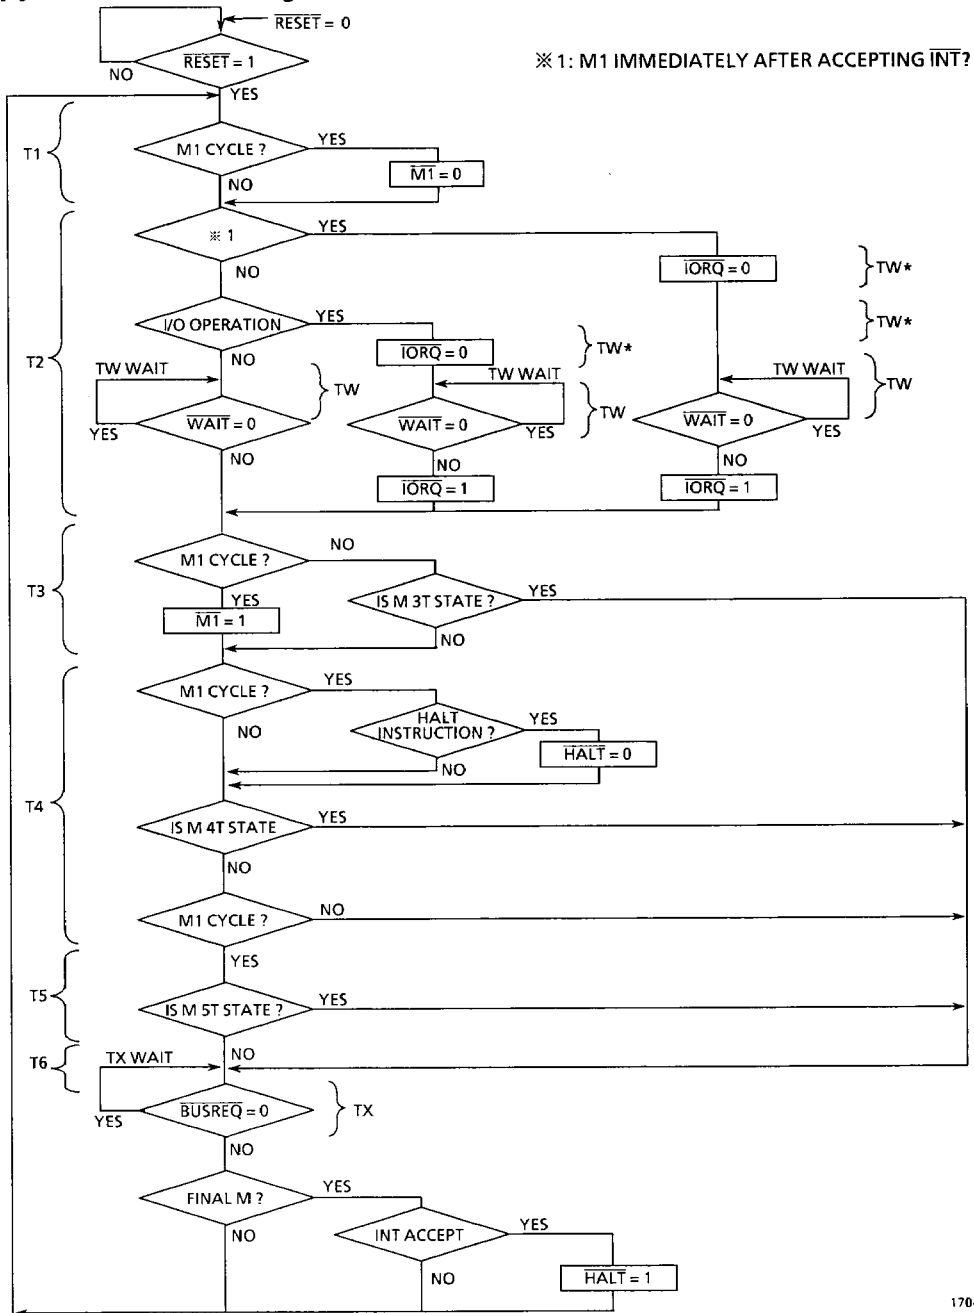 RESET = 0
RESET = 1
NO
YES
※1: M1 IMMEDIATELY AFTER ACCEPTING INT?
T1
M1 CYCLE ?
YES
M1 = 0
NO
T2
※1
YES
NO
IORQ = 0
TW*
TW*
I/O OPERATION
YES
NO
IORQ = 0
TW*
TW WAIT
TW
WAIT = 0
YES
NO
TW WAIT
TW
WAIT = 0
YES
NO
IORQ = 1
TW WAIT
TW
WAIT = 0
YES
NO
IORQ = 1
T3
M1 CYCLE ?
NO
YES
M1 = 1
IS M 3T STATE ?
YES
NO
T4
M1 CYCLE ?
YES
NO
HALT
INSTRUCTION ?
YES
NO
HALT = 0
IS M 4T STATE
YES
NO
M1 CYCLE ?
NO
YES
T5
IS M 5T STATE ?
YES
NO
T6
TX WAIT
BUSREQ = 0
YES
TX
NO
FINAL M ?
YES
NO
INT ACCEPT
YES
NO
HALT = 1
170